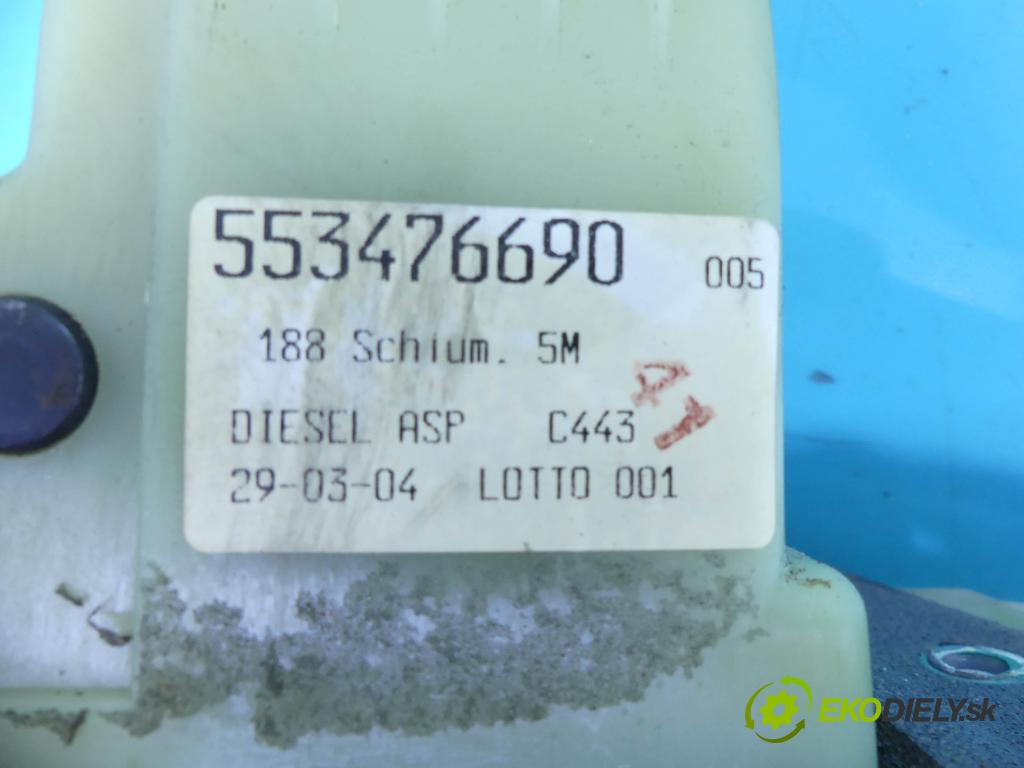 553476690 005
188 Schium. 5M
DIESEL ASP C443
29-03-04 LOTTO 001
EKODIELY.sk